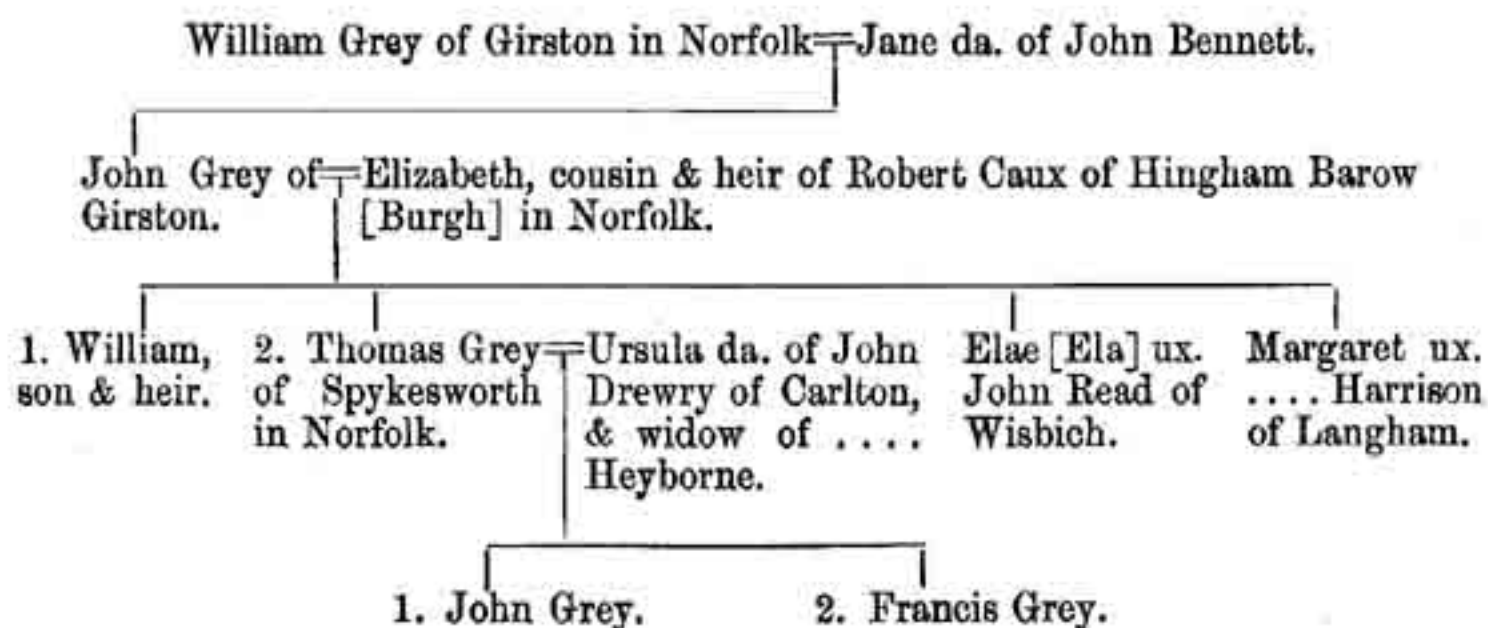 William Grey of Girston in Norfolk=Jane da. of John Bennett.
John Grey of=Elizabeth, cousin & heir of Robert Caux of Hingham Barow
Girston. [Burgh] in Norfolk.
1. William,
son & heir.
2. Thomas Grey=Ursula da. of John
of Spykesworth Drewry of Carlton,
in Norfolk. & widow of ....
Heyborne.
Elae [Ela] ux.
John Read of
Wisbich.
Margaret ux.
.... Harrison
of Langham.
1. John Grey.
2. Francis Grey.